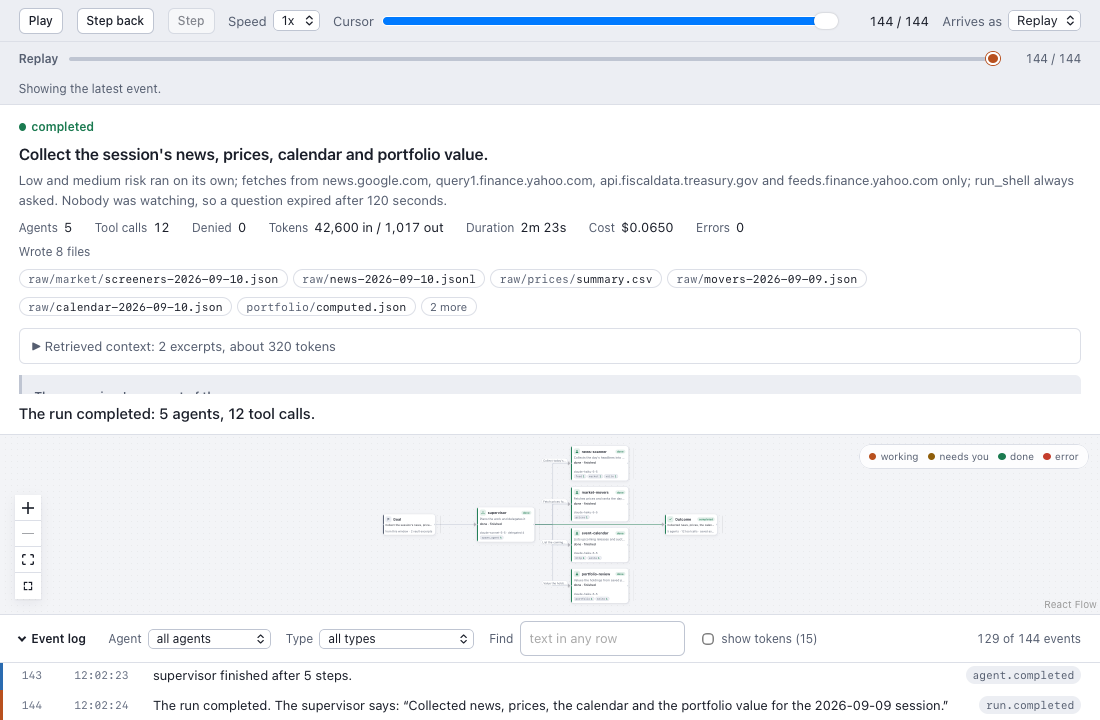 Play Step back Step Speed 1x Cursor 144 / 144 Arrives as Replay
Replay 144 / 144
Showing the latest event.
completed
Collect the session's news, prices, calendar and portfolio value.
Low and medium risk ran on its own; fetches from news.google.com, query1.finance.yahoo.com, api.fiscaldata.treasury.gov and feeds.finance.yahoo.com only; run_shell always
asked. Nobody was watching, so a question expired after 120 seconds.
Agents 5 Tool calls 12 Denied 0 Tokens 42,600 in / 1,017 out Duration 2m 23s Cost $0.0650 Errors 0
Wrote 8 files
raw/market/screeners-2026-09-10.json raw/news-2026-09-10.jsonl raw/prices/summary.csv raw/movers-2026-09-09.json
raw/calendar-2026-09-10.json portfolio/computed.json 2 more
Retrieved context: 2 excerpts, about 320 tokens
The run completed: 5 agents, 12 tool calls.
working needs you done error
Goal
supervisor
market-movers
event-calendar
portfolio-review
Outcome
React Flow
Event log Agent all agents Type all types Find text in any row show tokens (15) 129 of 144 events
143 12:02:23 supervisor finished after 5 steps. agent.completed
144 12:02:24 The run completed. The supervisor says: “Collected news, prices, the calendar and the portfolio value for the 2026-09-09 session.” run.completed